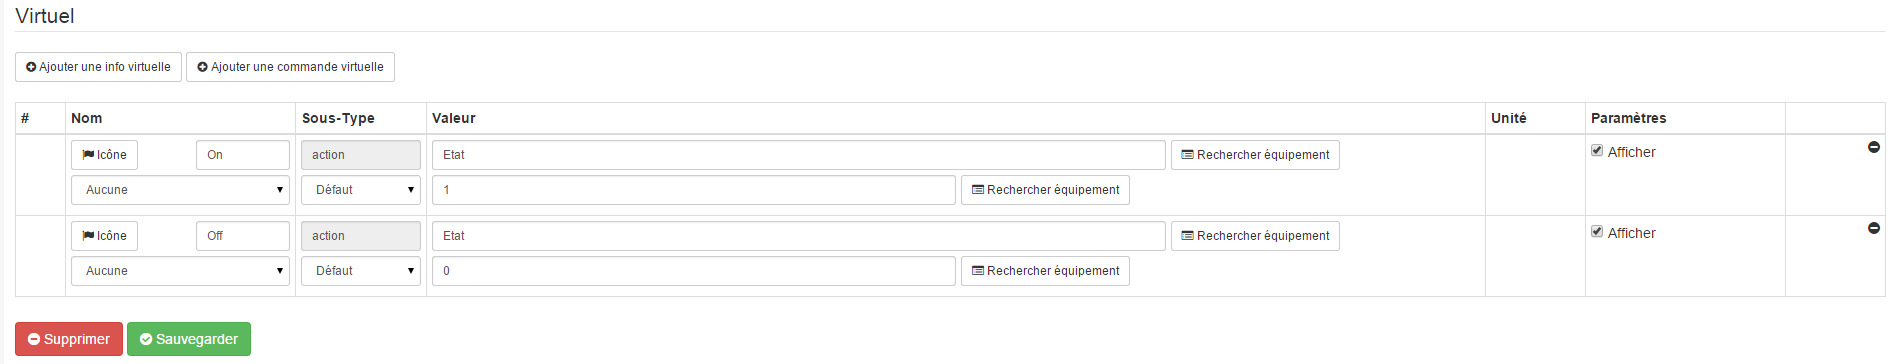 Virtuel
Ajouter une info virtuelle Ajouter une commande virtuelle
# Nom Sous-Type Valeur Unité Paramètres
Icône On action Etat Rechercher équipement Afficher
Aucune Défaut 1 Rechercher équipement
Icône Off action Etat Rechercher équipement Afficher
Aucune Défaut 0 Rechercher équipement
Supprimer Sauvegarder